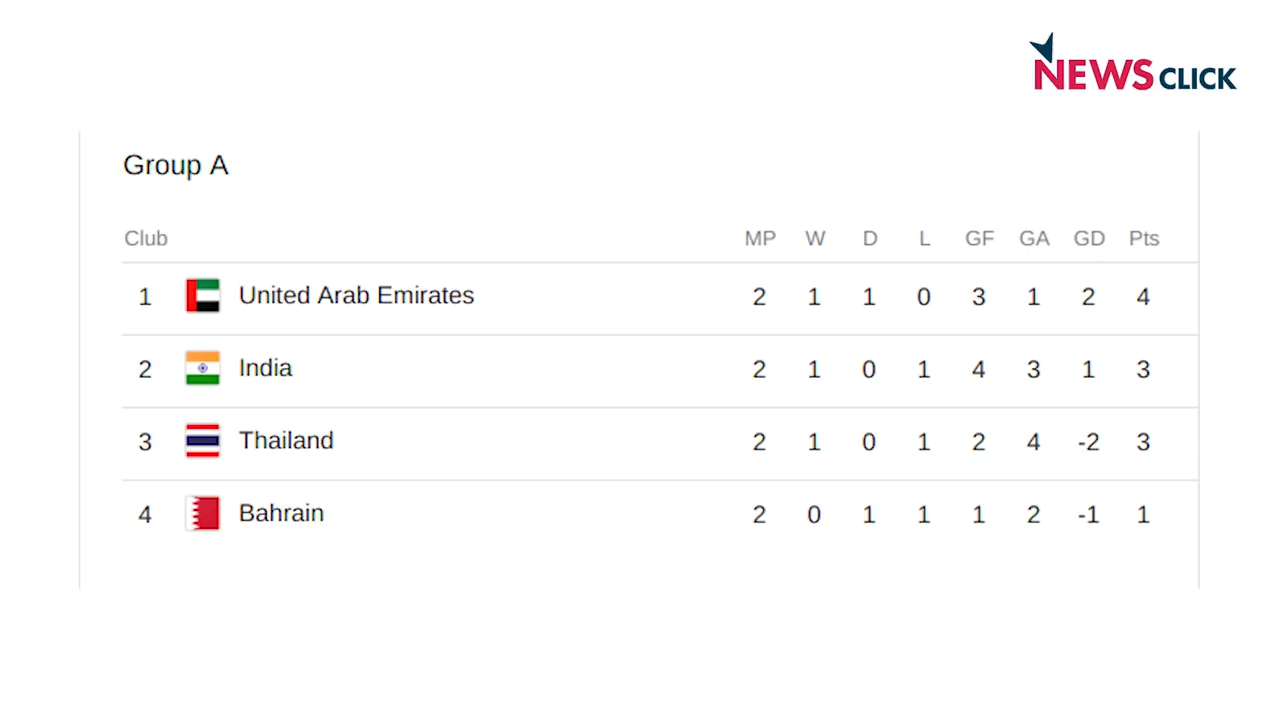 NEWS CLICK
Group A
Club MP W D L GF GA GD Pts
1 United Arab Emirates 2 1 1 0 3 1 2 4
2 India 2 1 0 1 4 3 1 3
3 Thailand 2 1 0 1 2 4 -2 3
4 Bahrain 2 0 1 1 1 2 -1 1